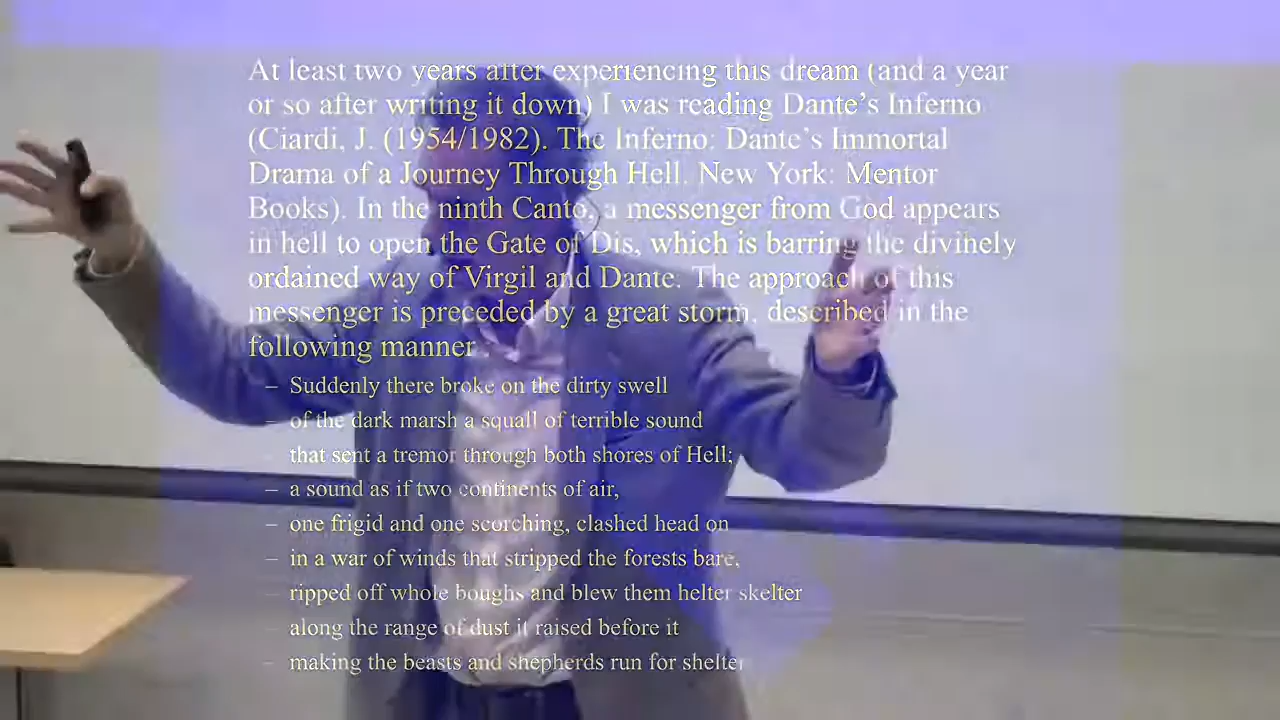 At least two years after experiencing this dream (and a year
or so after writing it down) I was reading Dante's Inferno
(Ciardi, J. (1954/1982). The Inferno: Dante's Immortal
Drama of a Journey Through Hell. New York: Mentor
Books). In the ninth Canto, a messenger from God appears
in hell to open the Gate of Dis, which is barring the divinely
ordained way of Virgil and Dante. The approach of this
messenger is preceded by a great storm, described in the
following manner :
– Suddenly there broke on the dirty swell
– of the dark marsh a squall of terrible sound
– that sent a tremor through both shores of Hell;
– a sound as if two continents of air,
– one frigid and one scorching, clashed head on
– in a war of winds that stripped the forests bare,
– ripped off whole boughs and blew them helter skelter
– along the range of dust it raised before it
– making the beasts and shepherds run for shelter